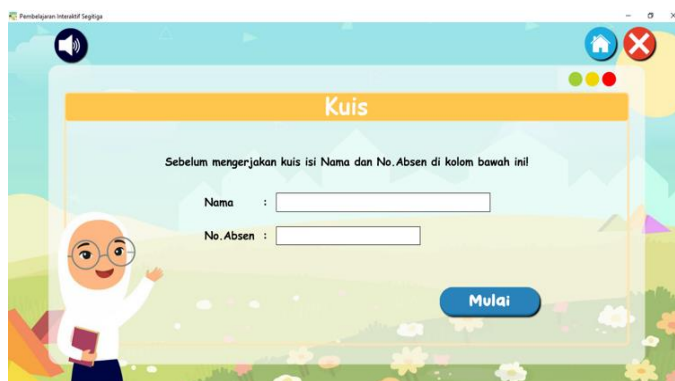 Pembelajaran Interaktif Segitiga
Kuis
Sebelum mengerjakan kuis isi Nama dan No.Absen di kolom bawah ini!
Nama :
No.Absen :
Mulai